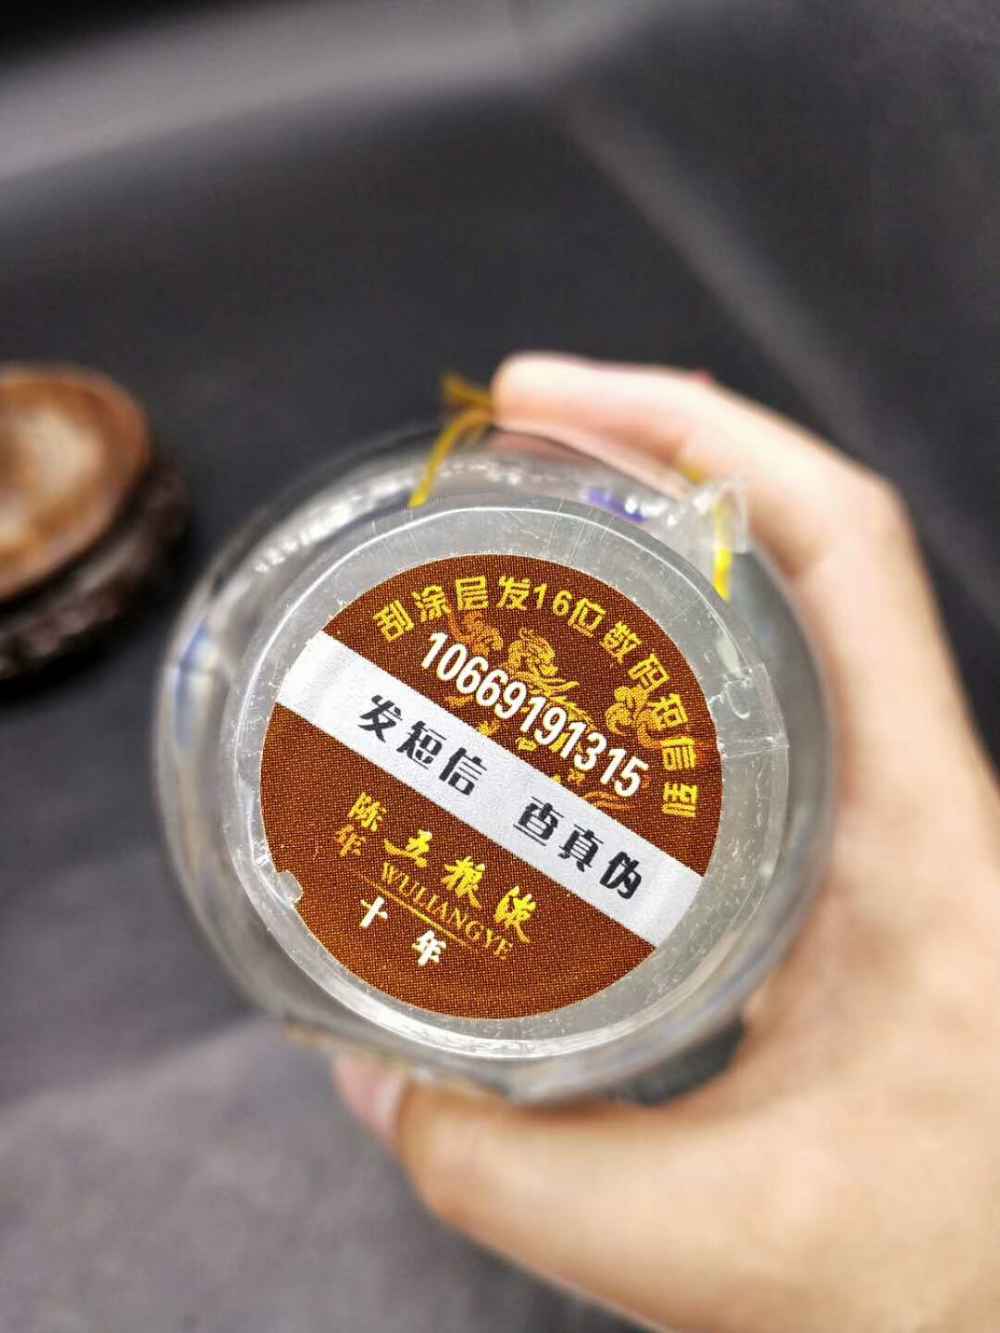 刮涂层发16位数码短信到
10669191315
发短信 查真伪
陈年 五粮液
WULIANGYE
十年